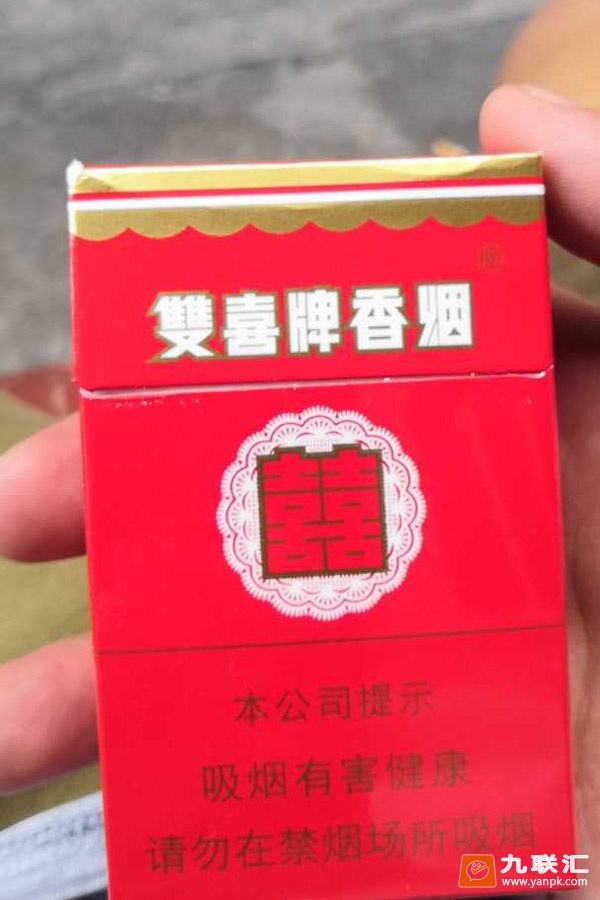 雙喜牌香烟
囍
本公司提示
吸烟有害健康
请勿在禁烟场所吸烟
九联汇
www.yanpk.com